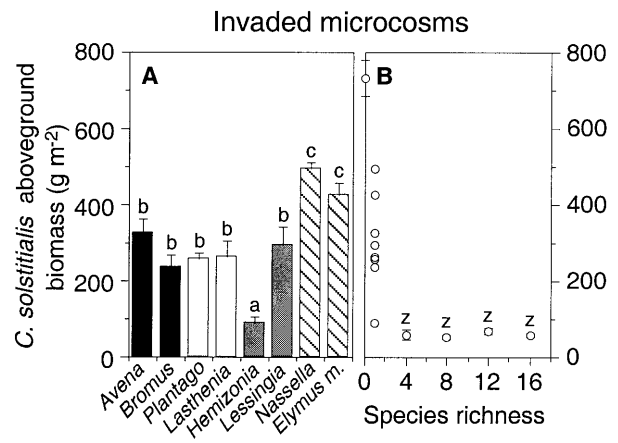 Invaded microcosms
C. solstitialis aboveground
biomass (g m-2)
800
600
400
200
0
A
b
b
b
b
a
b
c
c
Avena
Bromus
Plantago
Lasthenia
Hemizonia
Lessingia
Nassella
Elymus m.
B
z
z
z
z
800
600
400
200
0
0 4 8 12 16
Species richness